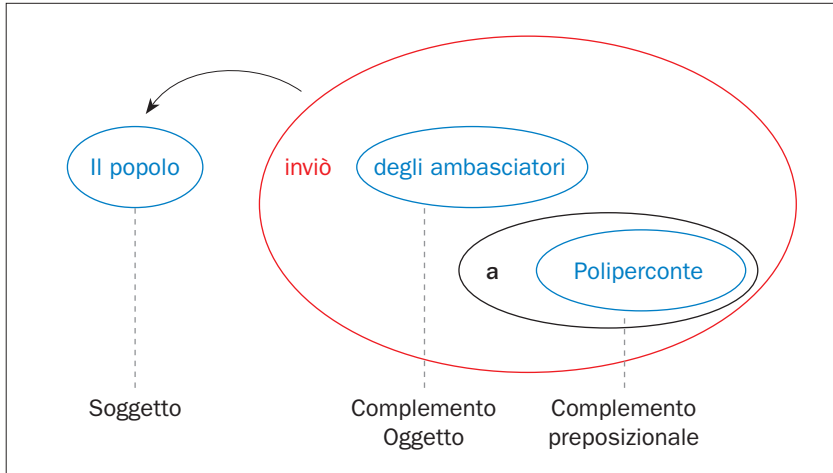 Il popolo inviò degli ambasciatori
a Poliperconte
Soggetto Complemento Oggetto Complemento preposizionale